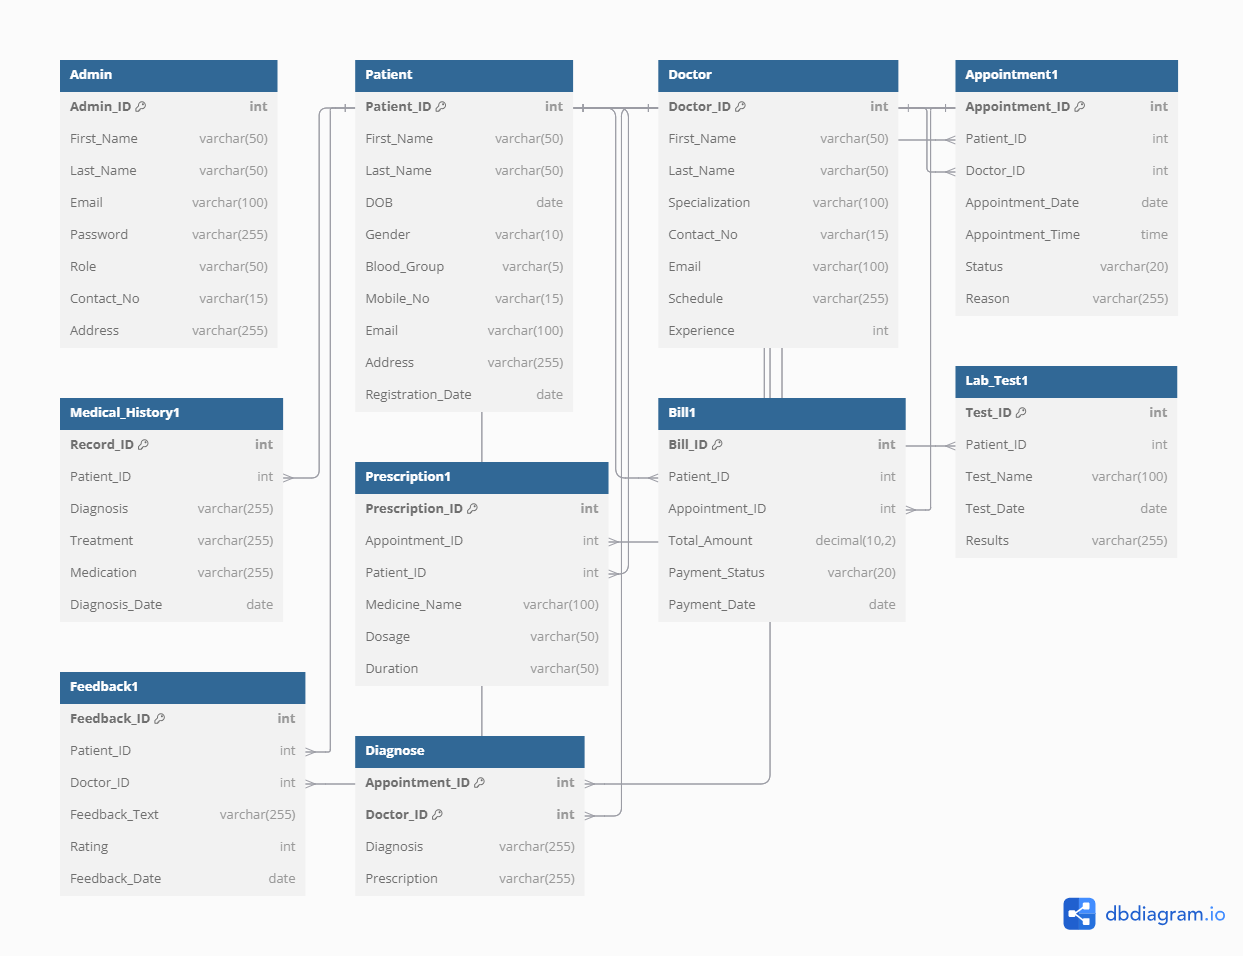 Admin
Admin_ID int
First_Name varchar(50)
Last_Name varchar(50)
Email varchar(100)
Password varchar(255)
Role varchar(50)
Contact_No varchar(15)
Address varchar(255)
Patient
Patient_ID int
First_Name varchar(50)
Last_Name varchar(50)
DOB date
Gender varchar(10)
Blood_Group varchar(5)
Mobile_No varchar(15)
Email varchar(100)
Address varchar(255)
Registration_Date date
Doctor
Doctor_ID int
First_Name varchar(50)
Last_Name varchar(50)
Specialization varchar(100)
Contact_No varchar(15)
Email varchar(100)
Schedule varchar(255)
Experience int
Appointment1
Appointment_ID int
Patient_ID int
Doctor_ID int
Appointment_Date date
Appointment_Time time
Status varchar(20)
Reason varchar(255)
Medical_History1
Record_ID int
Patient_ID int
Diagnosis varchar(255)
Treatment varchar(255)
Medication varchar(255)
Diagnosis_Date date
Prescription1
Prescription_ID int
Appointment_ID int
Patient_ID int
Medicine_Name varchar(100)
Dosage varchar(50)
Duration varchar(50)
Bill1
Bill_ID int
Patient_ID int
Appointment_ID int
Total_Amount decimal(10,2)
Payment_Status varchar(20)
Payment_Date date
Lab_Test1
Test_ID int
Patient_ID int
Test_Name varchar(100)
Test_Date date
Results varchar(255)
Feedback1
Feedback_ID int
Patient_ID int
Doctor_ID int
Feedback_Text varchar(255)
Rating int
Feedback_Date date
Diagnose
Appointment_ID int
Doctor_ID int
Diagnosis varchar(255)
Prescription varchar(255)
dbdiagram.io